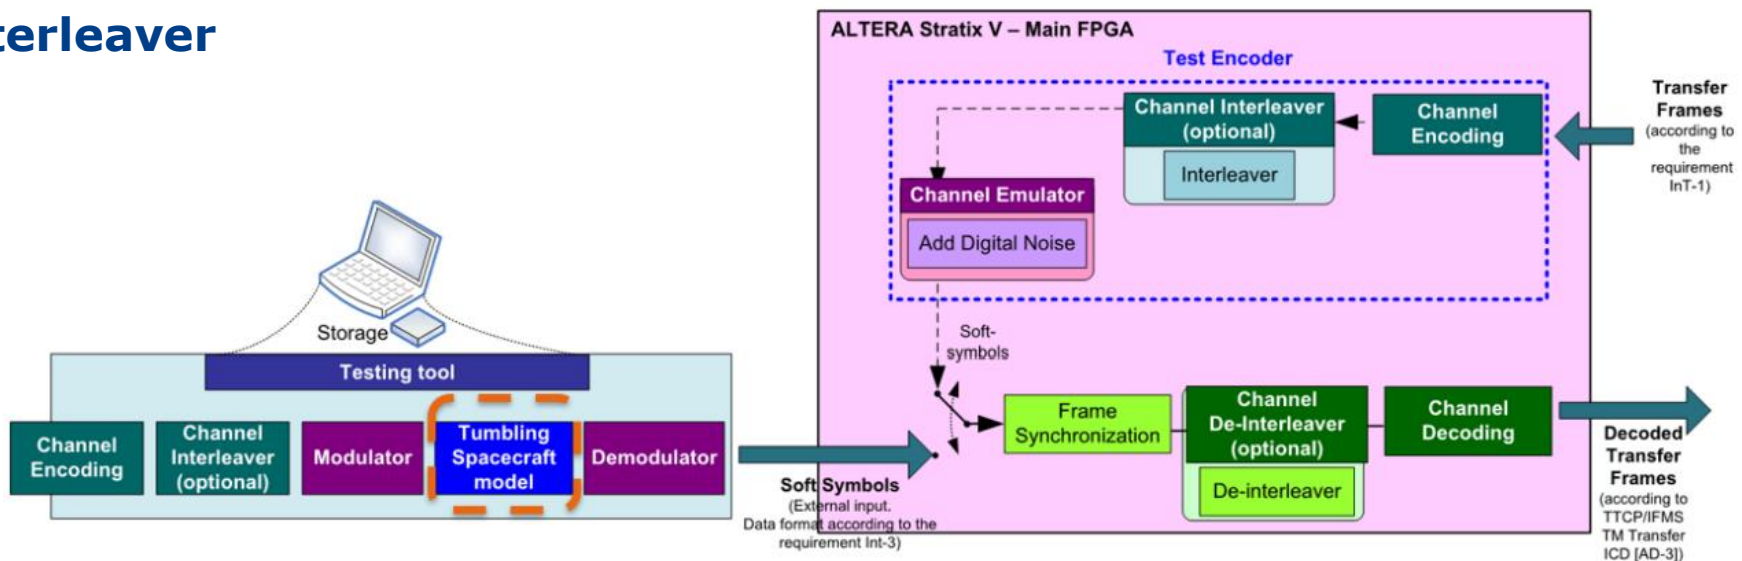 terleaver
ALTERA Stratix V – Main FPGA
Test Encoder
Channel Interleaver
(optional)
Interleaver
Channel
Encoding
Transfer
Frames
(according to
the
requirement
InT-1)
Channel Emulator
Add Digital Noise
Soft-
symbols
Storage
Testing tool
Channel
Encoding
Channel
Interleaver
(optional)
Modulator
Tumbling
Spacecraft
model
Demodulator
Soft Symbols
(External input.
Data format according to the
requirement Int-3)
Frame
Synchronization
Channel
De-Interleaver
(optional)
De-interleaver
Channel
Decoding
Decoded
Transfer
Frames
(according to
TTCP/IFMS
TM Transfer
ICD [AD-3])